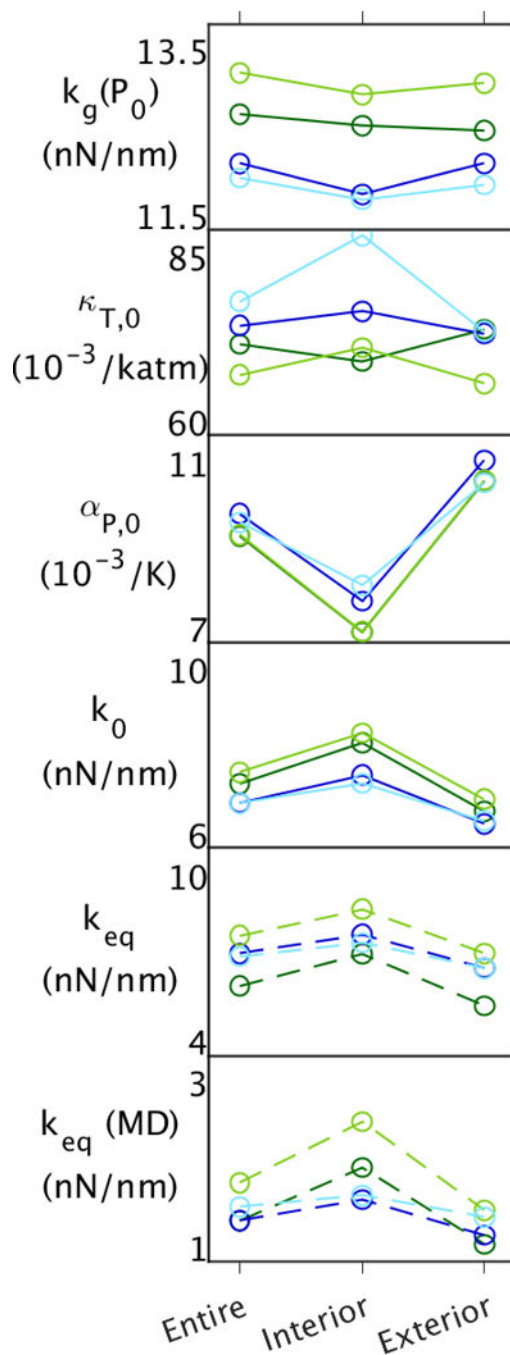 13.5
k_g(P_0)
(nN/nm)
11.5
85
κ_T,0
(10^−3/katm)
60
11
α_P,0
(10^−3/K)
7
10
k_0
(nN/nm)
6
10
k_eq
(nN/nm)
4
3
k_eq (MD)
(nN/nm)
1
Entire Interior Exterior